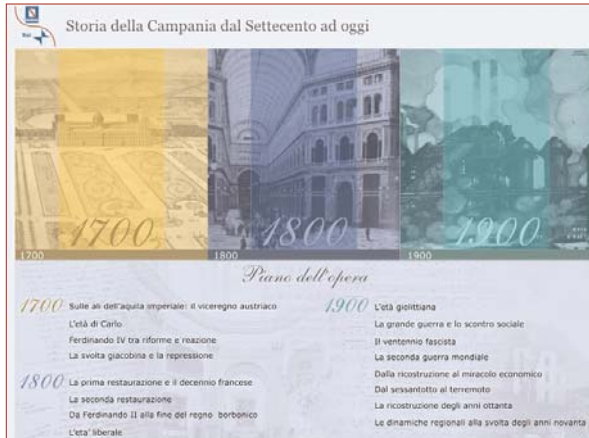 Rai
Storia della Campania dal Settecento ad oggi
1700
1800
1900
1700
1800
1900
Piano dell'opera
1700 Sulle ali dell'aquila imperiale: il viceregno austriaco
L'età di Carlo
Ferdinando IV tra riforme e reazione
La svolta giacobina e la repressione
1800 La prima restaurazione e il decennio francese
La seconda restaurazione
Da Ferdinando II alla fine del regno borbonico
L'eta' liberale
1900 L'età giolittiana
La grande guerra e lo scontro sociale
Il ventennio fascista
La seconda guerra mondiale
Dalla ricostruzione al miracolo economico
Dal sessantotto al terremoto
La ricostruzione degli anni ottanta
Le dinamiche regionali alla svolta degli anni novanta